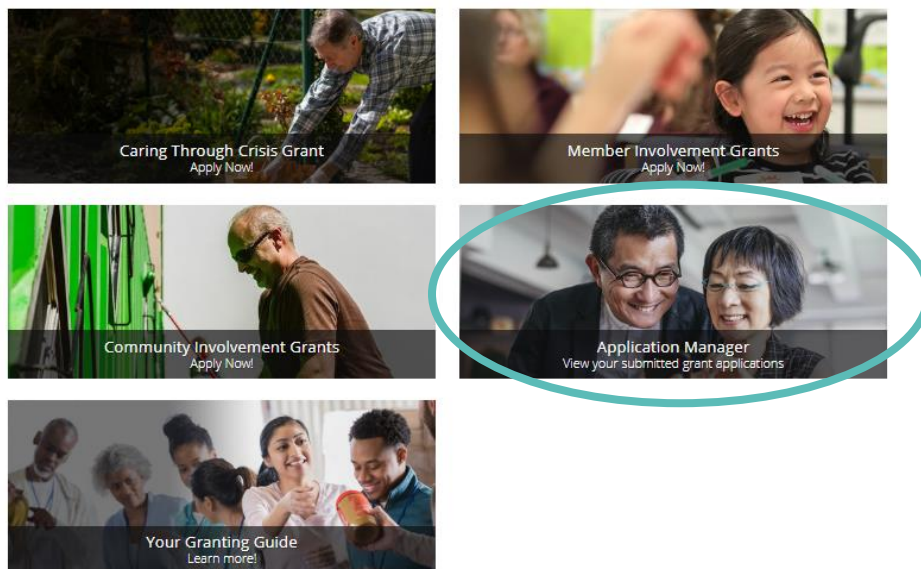 Caring Through Crisis Grant
Apply Now!
Member Involvement Grants
Apply Now!
Community Involvement Grants
Apply Now!
Application Manager
View your submitted grant applications
Your Granting Guide
Learn more!